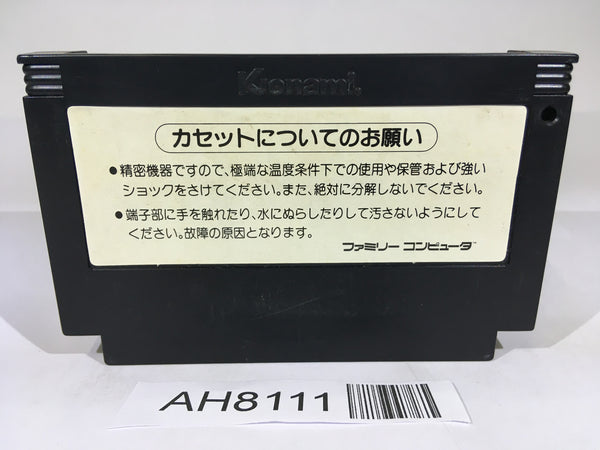 Konami
カセットについてのお願い
●精密機器ですので、極端な温度条件下での使用や保管および強い
ショックをさけてください。また、絶対に分解しないでください。
●端子部に手を触れたり、水にぬらしたりして汚さないようにして
ください。故障の原因となります。
ファミリー コンピュータ™
AH8111